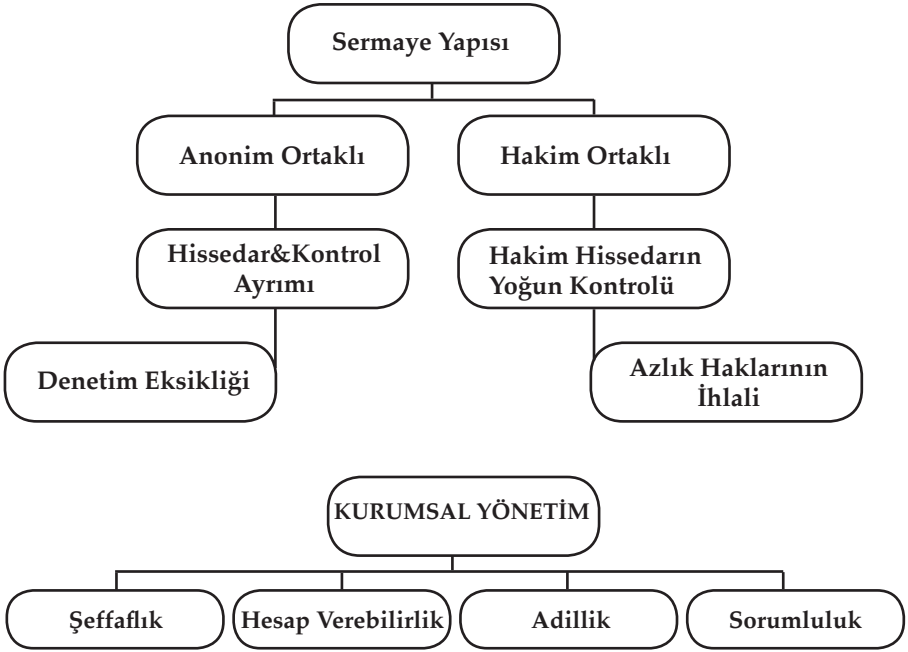 Sermaye Yapısı
Anonim Ortaklı
Hakim Ortaklı
Hissedar&Kontrol
Ayrımı
Hakim Hissedarın
Yoğun Kontrolü
Denetim Eksikliği
Azlık Haklarının
İhlali
KURUMSAL YÖNETİM
Şeffaflık
Hesap Verebilirlik
Adillik
Sorumluluk